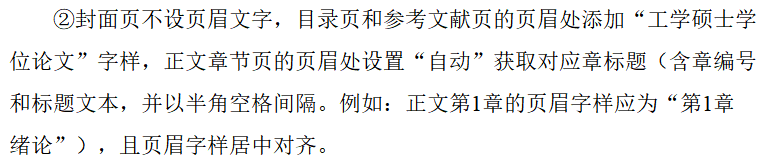 ②封面页不设页眉文字，目录页和参考文献页的页眉处添加“工学硕士学
位论文”字样，正文章节页的页眉处设置“自动”获取对应章标题（含章编号
和标题文本，并以半角空格间隔。例如：正文第1章的页眉字样应为“第1章
绪论”），且页眉字样居中对齐。